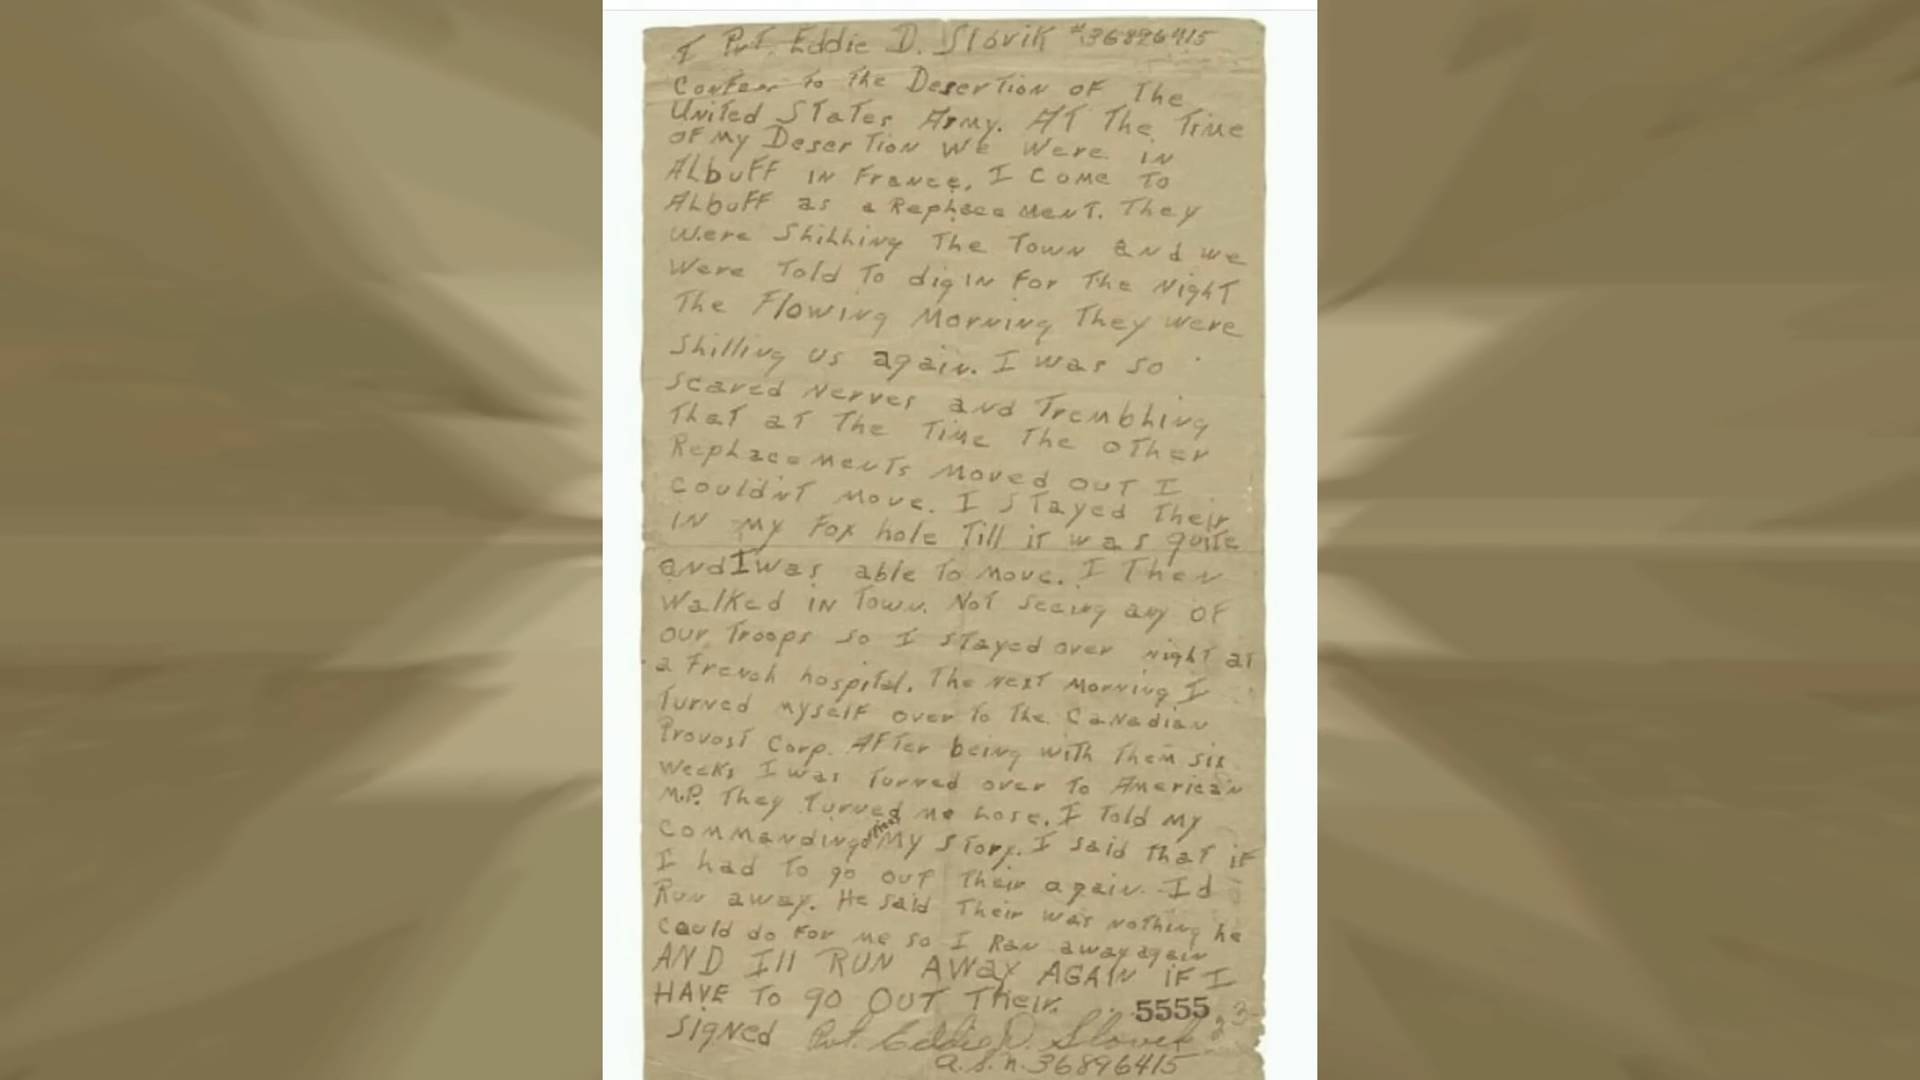 I Pvt. Eddie D. Slovik #36896415
Confess to the Desertion of The
United States Army. AT The Time
of my Desertion we were in
Albuff in France. I come to
Albuff as a Replacement. They
were Shilling the Town and we
were Told To dig in for The Night
The Flowing Morning They were
shilling us again. I was so
scared nerves and Trembling
That at The Time The other
Replacements moved out I
couldn't move. I stayed Their
in my fox hole Till it was quite
and I was able to move. I Then
walked in Town. Not seeing any of
our Troops so I stayed over night at
a French hospital. The next morning I
Turned myself over to the Canadian
Provost Corp. After being with them six
weeks I was turned over to American
M.P. They turned me lose. I told my
commanding officer my story. I said that if
I had to go out Their again Id
Run away. He said Their was nothing he
could do for me so I Ran away again
AND I'll RUN AWAY AGAIN IF I
HAVE To go OUT Their.
5555
23
signed Pvt. Eddie D. Slovik
a.s.n. 36896415